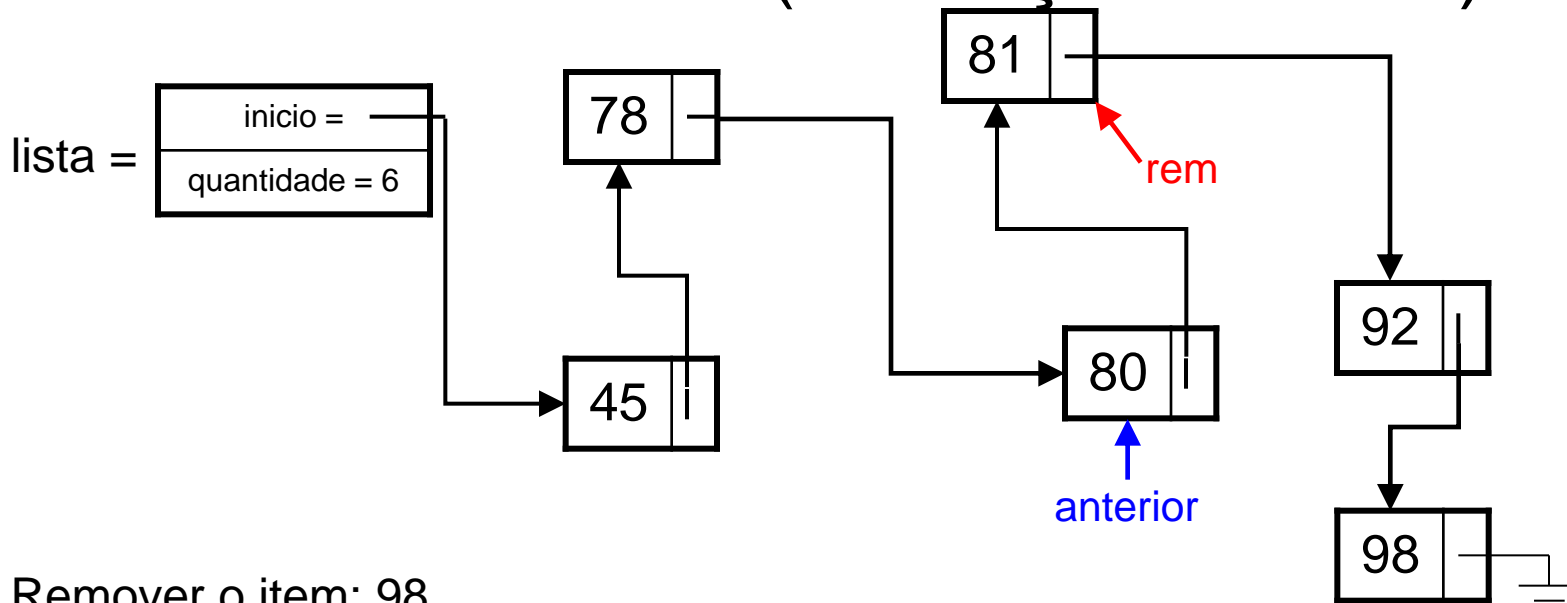 81
inicio =
78
lista =
quantidade = 6
rem
92
80
45
anterior
98
Remover o item: 98